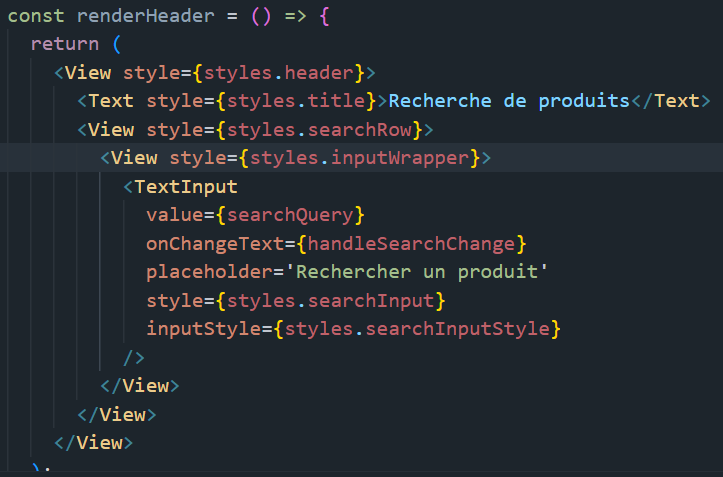 const renderHeader = () => {
return (
<View style={styles.header}>
<Text style={styles.title}>Recherche de produits</Text>
<View style={styles.searchRow}>
<View style={styles.inputWrapper}>
<TextInput
value={searchQuery}
onChangeText={handleSearchChange}
placeholder='Rechercher un produit'
style={styles.searchInput}
inputStyle={styles.searchInputStyle}
/>
</View>
</View>
</View>
);